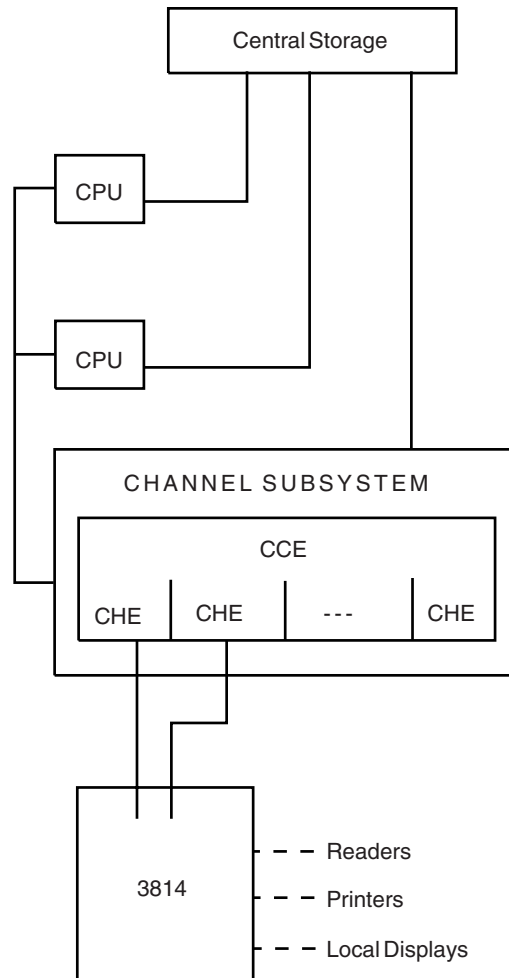 Central Storage
CPU
CPU
CHANNEL SUBSYSTEM
CCE
CHE CHE --- CHE
3814
Readers
Printers
Local Displays